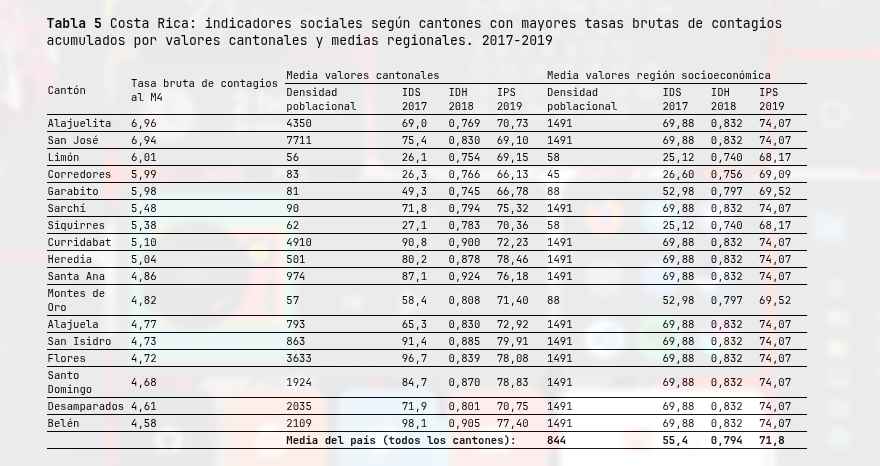 Tabla 5 Costa Rica: indicadores sociales según cantones con mayores tasas brutas de contagios
acumulados por valores cantonales y medias regionales. 2017-2019
Cantón Tasa bruta de contagios al M4 Media valores cantonales Media valores región socioeconómica
Densidad poblacional IDS 2017 IDH 2018 IPS 2019 Densidad poblacional IDS 2017 IDH 2018 IPS 2019
Alajuelita 6,96 4350 69,0 0,769 70,73 1491 69,88 0,832 74,07
San José 6,94 7711 75,4 0,830 69,10 1491 69,88 0,832 74,07
Limón 6,01 56 26,1 0,754 69,15 58 25,12 0,740 68,17
Corredores 5,99 83 26,3 0,766 66,13 45 26,60 0,756 69,09
Garabito 5,98 81 49,3 0,745 66,78 88 52,98 0,797 69,52
Sarchí 5,48 90 71,8 0,794 75,32 1491 69,88 0,832 74,07
Siquirres 5,38 62 27,1 0,783 70,36 58 25,12 0,740 68,17
Curridabat 5,10 4910 90,8 0,900 72,23 1491 69,88 0,832 74,07
Heredia 5,04 501 80,2 0,878 78,46 1491 69,88 0,832 74,07
Santa Ana 4,86 974 87,1 0,924 76,18 1491 69,88 0,832 74,07
Montes de Oro 4,82 57 58,4 0,808 71,40 88 52,98 0,797 69,52
Alajuela 4,77 793 65,3 0,830 72,92 1491 69,88 0,832 74,07
San Isidro 4,73 863 91,4 0,885 79,91 1491 69,88 0,832 74,07
Flores 4,72 3633 96,7 0,839 78,08 1491 69,88 0,832 74,07
Santo Domingo 4,68 1924 84,7 0,870 78,83 1491 69,88 0,832 74,07
Desamparados 4,61 2035 71,9 0,801 70,75 1491 69,88 0,832 74,07
Belén 4,58 2109 98,1 0,905 77,40 1491 69,88 0,832 74,07
Media del país (todos los cantones): 844 55,4 0,794 71,8